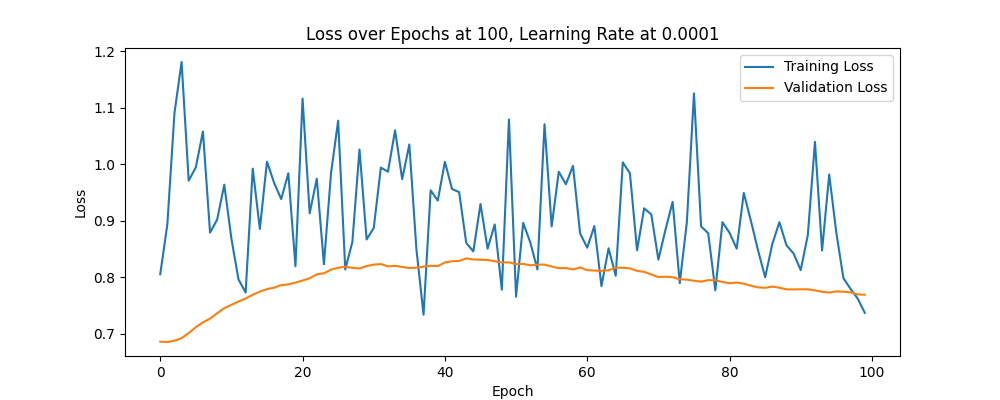 Loss over Epochs at 100, Learning Rate at 0.0001
Training Loss
Validation Loss
1.2
1.1
1.0
0.9
0.8
0.7
Loss
0
20
40
60
80
100
Epoch